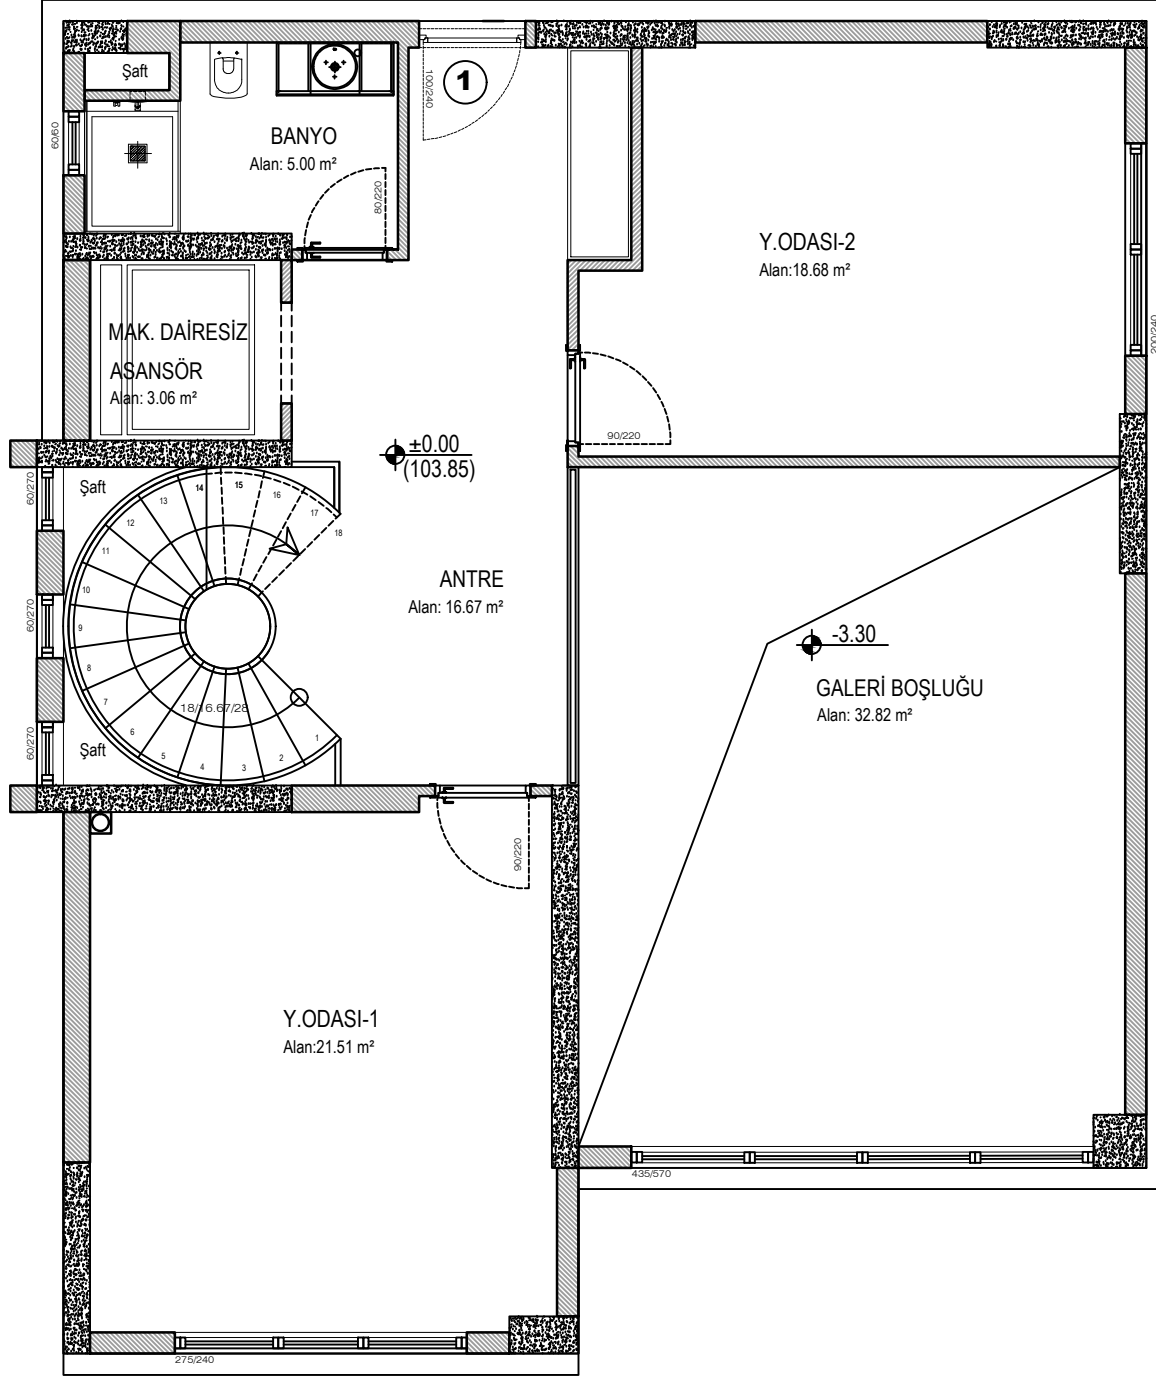 Şaft
1
100/240
60/60
BANYO
Alan: 5.00 m²
80/220
Y.ODASI-2
Alan:18.68 m²
200/240
MAK. DAİRESİZ
ASANSÖR
Alan: 3.06 m²
90/220
±0.00
(103.85)
60/270
Şaft
14
15
16
13
17
12
18
11
10
9
8
7
6
5
4
3
2
1
18/16.67/28
60/270
ANTRE
Alan: 16.67 m²
-3.30
GALERİ BOŞLUĞU
Alan: 32.82 m²
60/270
Şaft
90/220
Y.ODASI-1
Alan:21.51 m²
435/570
275/240